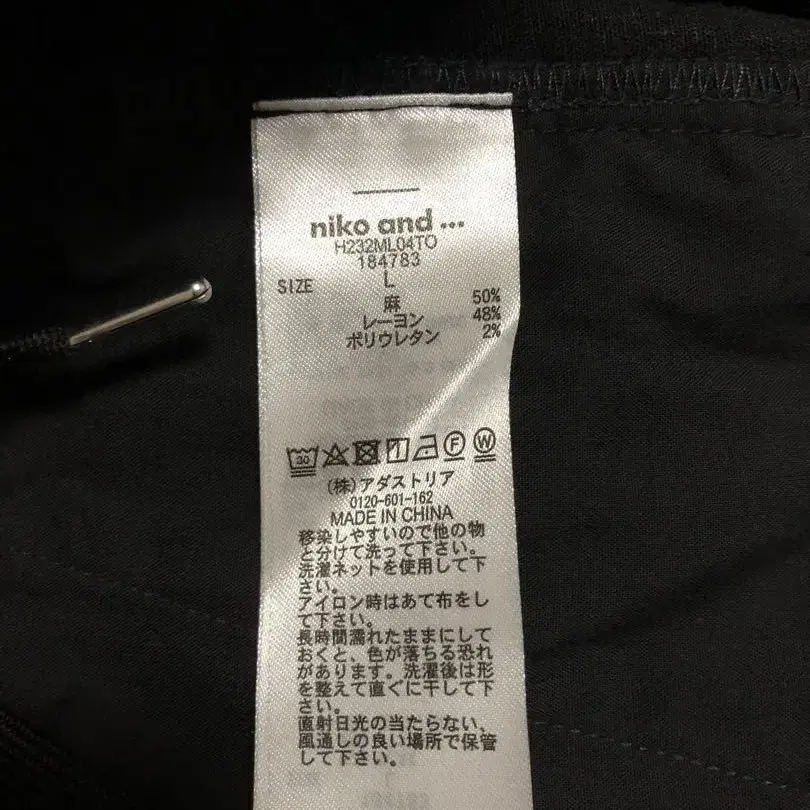 niko and ...
H232ML04TO
184783
SIZE L
麻 50%
レーヨン 48%
ポリウレタン 2%
30 F W
(株)アダストリア
0120-601-162
MADE IN CHINA
移染しやすいので他の物
と分けて洗って下さい。
洗濯ネットを使用して下
さい。
アイロン時はあて布をし
て下さい。
長時間濡れたままにして
おくと、色が落ちる恐れ
があります。洗濯後は形
を整えて直ぐに干して下
さい。
直射日光の当たらない、
風通しの良い場所で保管
して下さい。